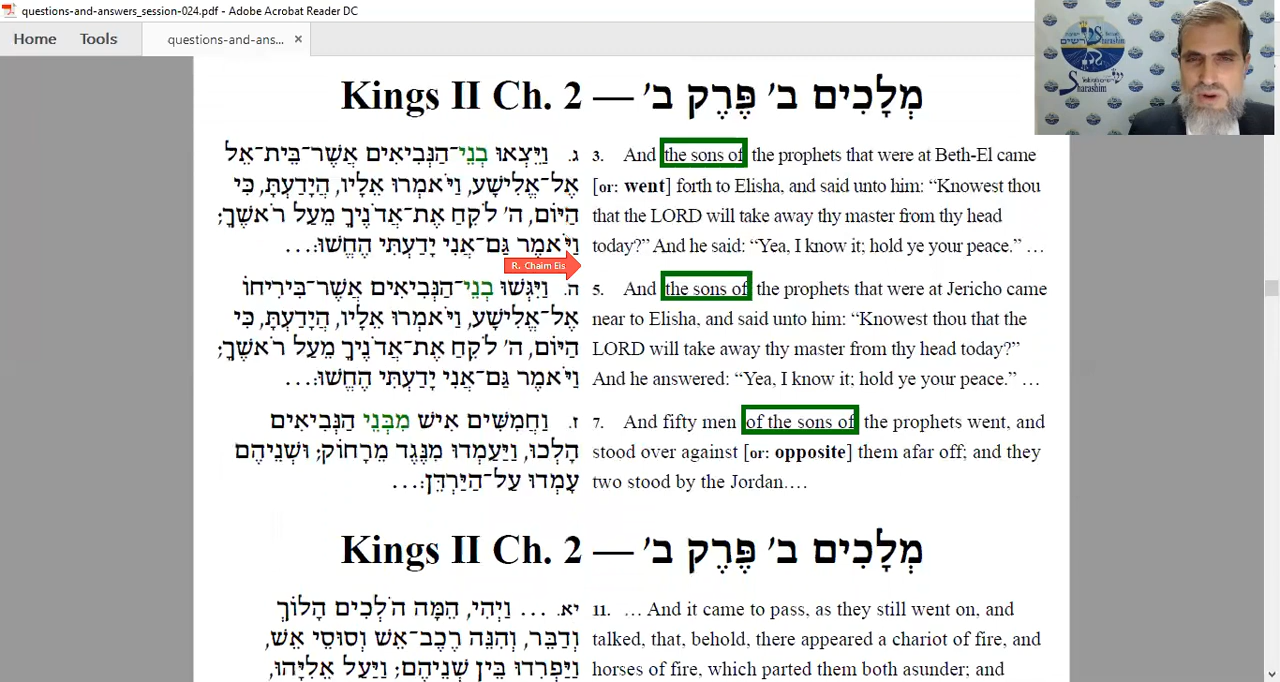 questions-and-answers_session-024.pdf - Adobe Acrobat Reader DC
Home Tools questions-and-ans... ×
Kings II Ch. 2 — מְלָכִים ב׳ פֶּרֶק ב׳
ג. וַיֵּצְאוּ בְנֵי־הַנְּבִיאִים אֲשֶׁר־בֵּית־אֵל
אֶל־אֱלִישָׁע, וַיֹּאמְרוּ אֵלָיו, הֲיָדַעְתָּ, כִּי
הַיּוֹם, ה׳ לֹקֵחַ אֶת־אֲדֹנֶיךָ מֵעַל רֹאשֶׁךָ;
וַיֹּאמֶר גַּם־אֲנִי יָדַעְתִּי הֶחֱשׁוּ:...
3. And the sons of the prophets that were at Beth-El came
[or: went] forth to Elisha, and said unto him: “Knowest thou
that the LORD will take away thy master from thy head
today?” And he said: “Yea, I know it; hold ye your peace.” …
R. Chaim Eis
ה. וַיִּגְּשׁוּ בְנֵי־הַנְּבִיאִים אֲשֶׁר־בִּירִיחוֹ
אֶל־אֱלִישָׁע, וַיֹּאמְרוּ אֵלָיו, הֲיָדַעְתָּ, כִּי
הַיּוֹם, ה׳ לֹקֵחַ אֶת־אֲדֹנֶיךָ מֵעַל רֹאשֶׁךָ;
וַיֹּאמֶר גַּם־אֲנִי יָדַעְתִּי הֶחֱשׁוּ:...
5. And the sons of the prophets that were at Jericho came
near to Elisha, and said unto him: “Knowest thou that the
LORD will take away thy master from thy head today?”
And he answered: “Yea, I know it; hold ye your peace.” …
ז. וַחֲמִשִּׁים אִישׁ מִבְּנֵי הַנְּבִיאִים
הָלְכוּ, וַיַּעַמְדוּ מִנֶּגֶד מֵרָחוֹק; וּשְׁנֵיהֶם
עָמְדוּ עַל־הַיַּרְדֵּן:...
7. And fifty men of the sons of the prophets went, and
stood over against [or: opposite] them afar off; and they
two stood by the Jordan….
Kings II Ch. 2 — מְלָכִים ב׳ פֶּרֶק ב׳
יא. ... וַיְהִי, הֵמָּה הֹלְכִים הָלוֹךְ
וְדַבֵּר, וְהִנֵּה רֶכֶב־אֵשׁ וְסוּסֵי אֵשׁ,
וַיַּפְרִדוּ בֵּין שְׁנֵיהֶם; וַיַּעַל אֵלִיָּהוּ,
11. … And it came to pass, as they still went on, and
talked, that, behold, there appeared a chariot of fire, and
horses of fire, which parted them both asunder; and
שרשים
Sharashim
Sharashim